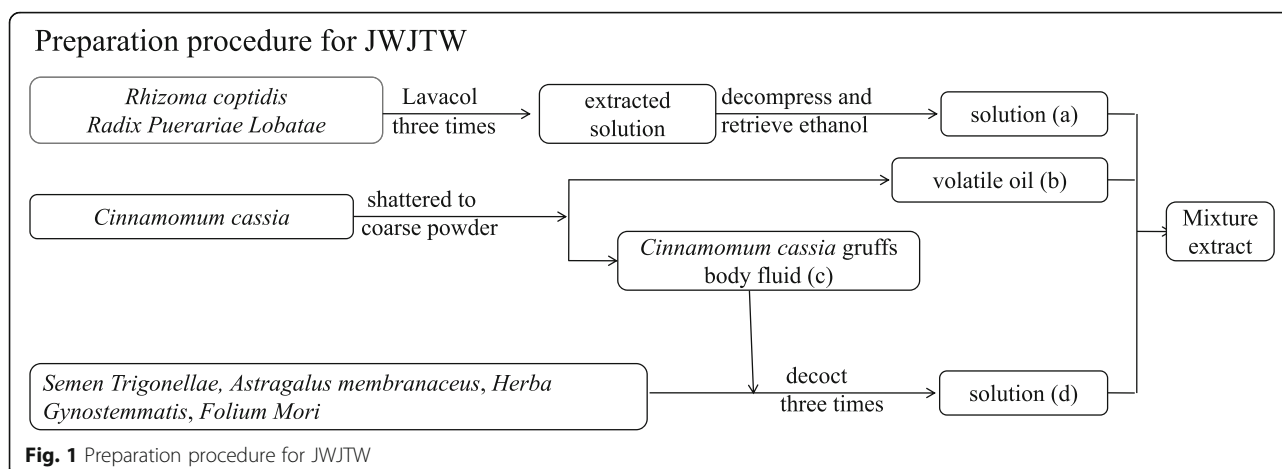 Preparation procedure for JWJTW
Rhizoma coptidis
Radix Puerariae Lobatae
Lavacol
three times
extracted
solution
decompress and
retrieve ethanol
solution (a)
Cinnamomum cassia
shattered to
coarse powder
volatile oil (b)
Cinnamomum cassia gruffs
body fluid (c)
Mixture
extract
Semen Trigonellae, Astragalus membranaceus, Herba
Gynostemmatis, Folium Mori
decoct
three times
solution (d)
Fig. 1 Preparation procedure for JWJTW